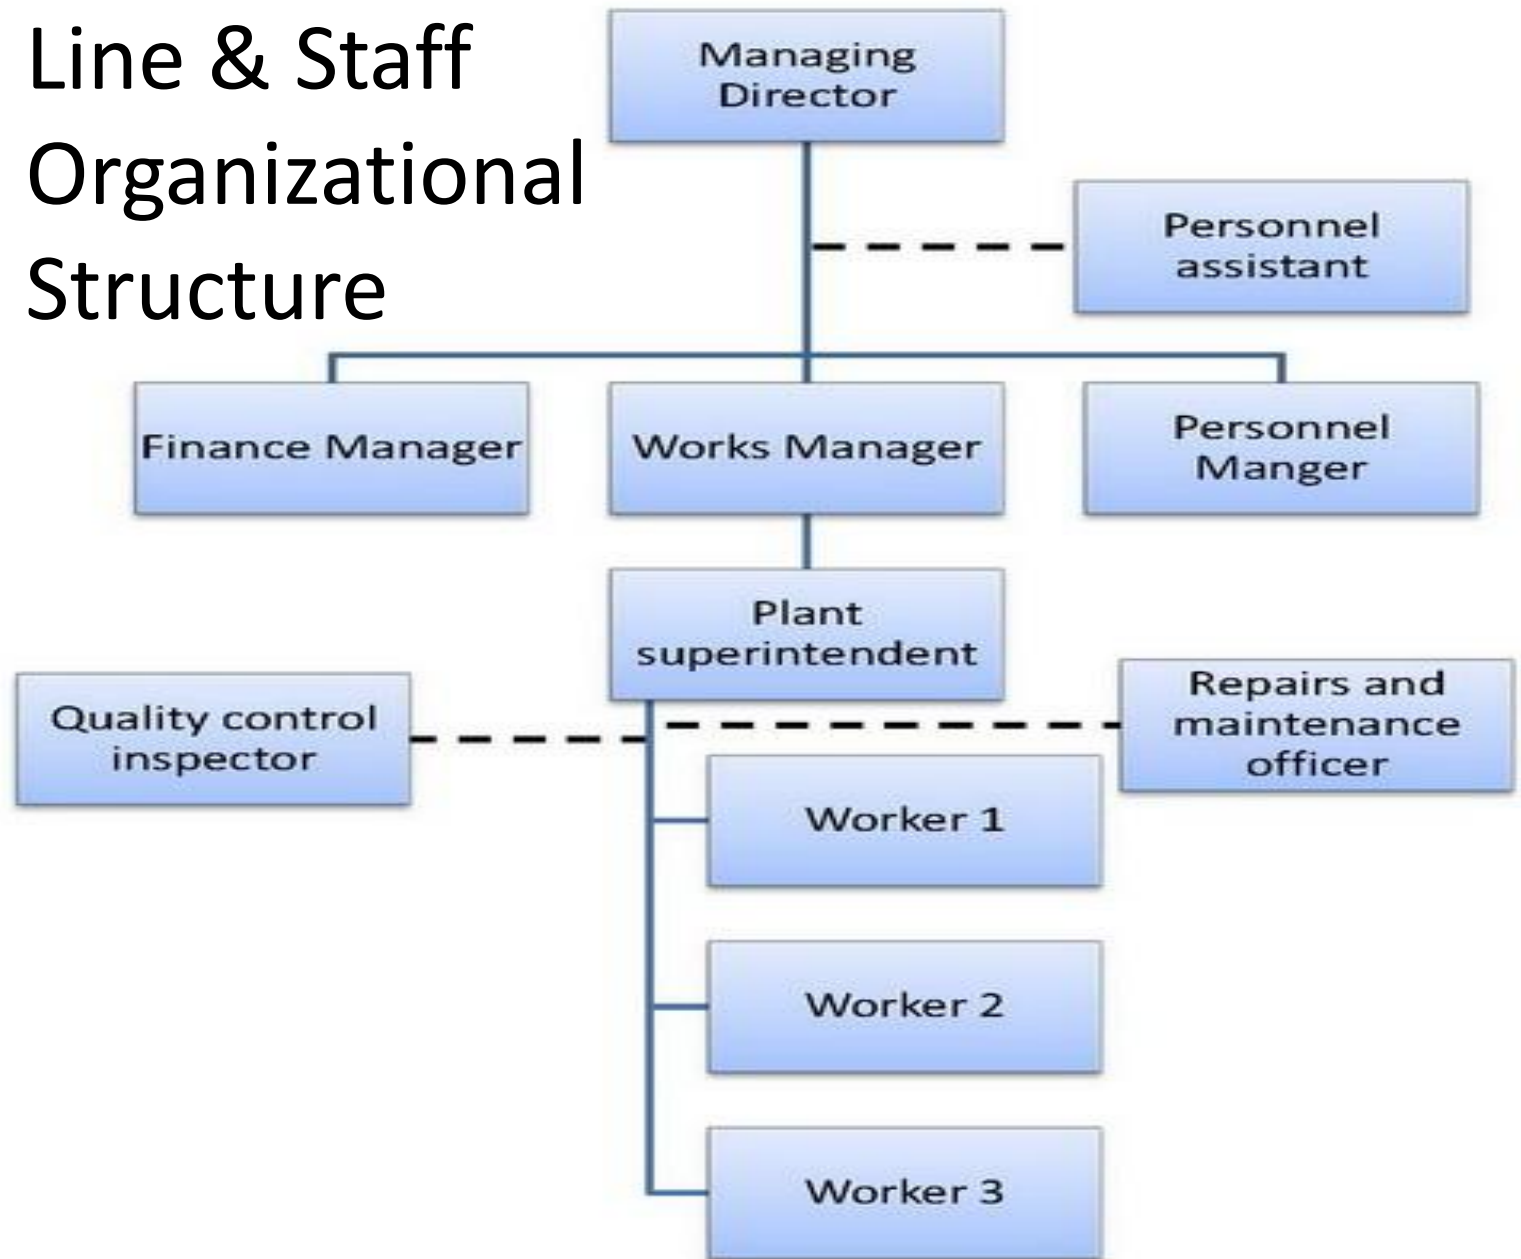 Line & Staff
Organizational
Structure
Managing
Director
Personnel
assistant
Finance Manager
Works Manager
Personnel
Manger
Plant
superintendent
Quality control
inspector
Repairs and
maintenance
officer
Worker 1
Worker 2
Worker 3